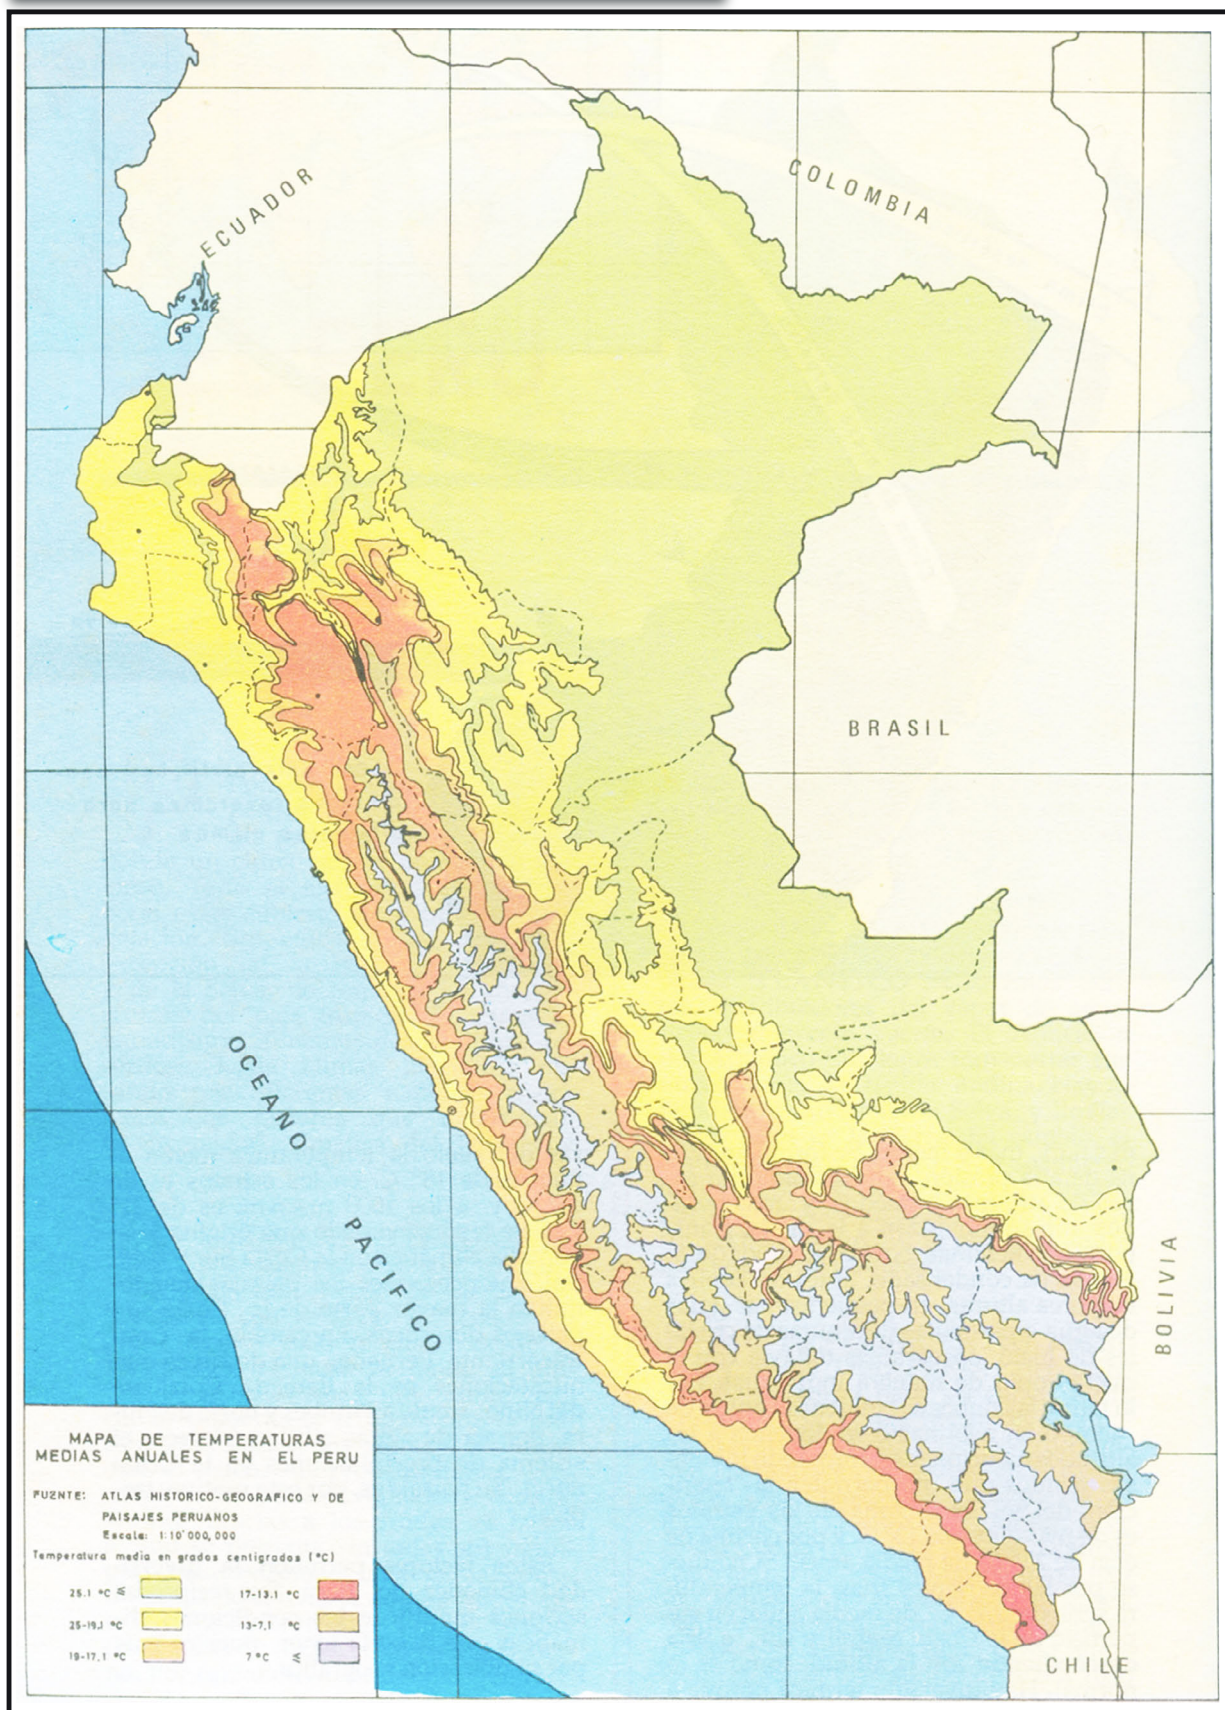 ECUADOR
COLOMBIA
BRASIL
OCEANO
PACIFICO
BOLIVIA
CHILE
MAPA DE TEMPERATURAS
MEDIAS ANUALES EN EL PERU
FUENTE: ATLAS HISTORICO-GEOGRAFICO Y DE
PAISAJES PERUANOS
Escala: 1:10'000,000
Temperatura media en grados centigrados (°C)
25.1 °C ≤
17-13.1 °C
25-19.1 °C
13-7.1 °C
19-17.1 °C
7 °C ≤